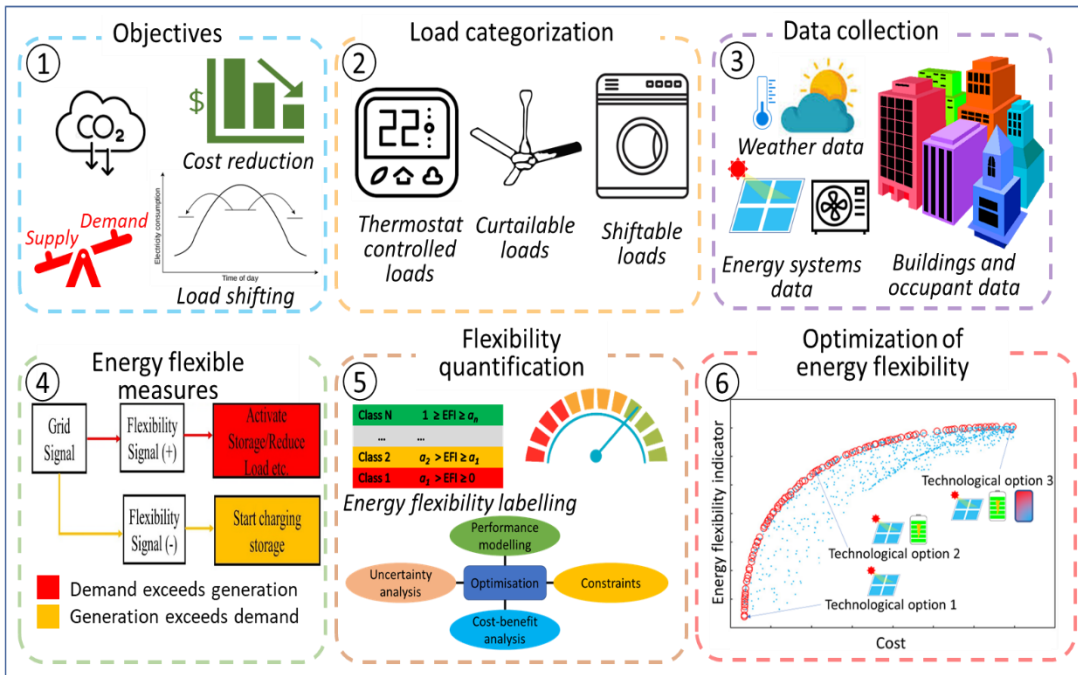 1
Objectives
CO2
$
Cost reduction
Supply
Demand
Electricity consumption
Time of day
Load shifting
2
Load categorization
22
Thermostat
controlled
loads
Curtailable
loads
Shiftable
loads
3
Data collection
Weather data
Energy systems
data
Buildings and
occupant data
4
Energy flexible
measures
Grid
Signal
Flexibility
Signal (+)
Activate
Storage/Reduce
Load etc.
Flexibility
Signal (-)
Start charging
storage
Demand exceeds generation
Generation exceeds demand
5
Flexibility
quantification
Class N 1 ≥ EFI ≥ an
... ...
Class 2 a2 > EFI ≥ a1
Class 1 a1 > EFI ≥ 0
Energy flexibility labelling
Performance
modelling
Uncertainty
analysis
Optimisation
Constraints
Cost-benefit
analysis
6
Optimization of
energy flexibility
Energy flexibility indicator
Technological option 3
Technological option 2
Technological option 1
Cost